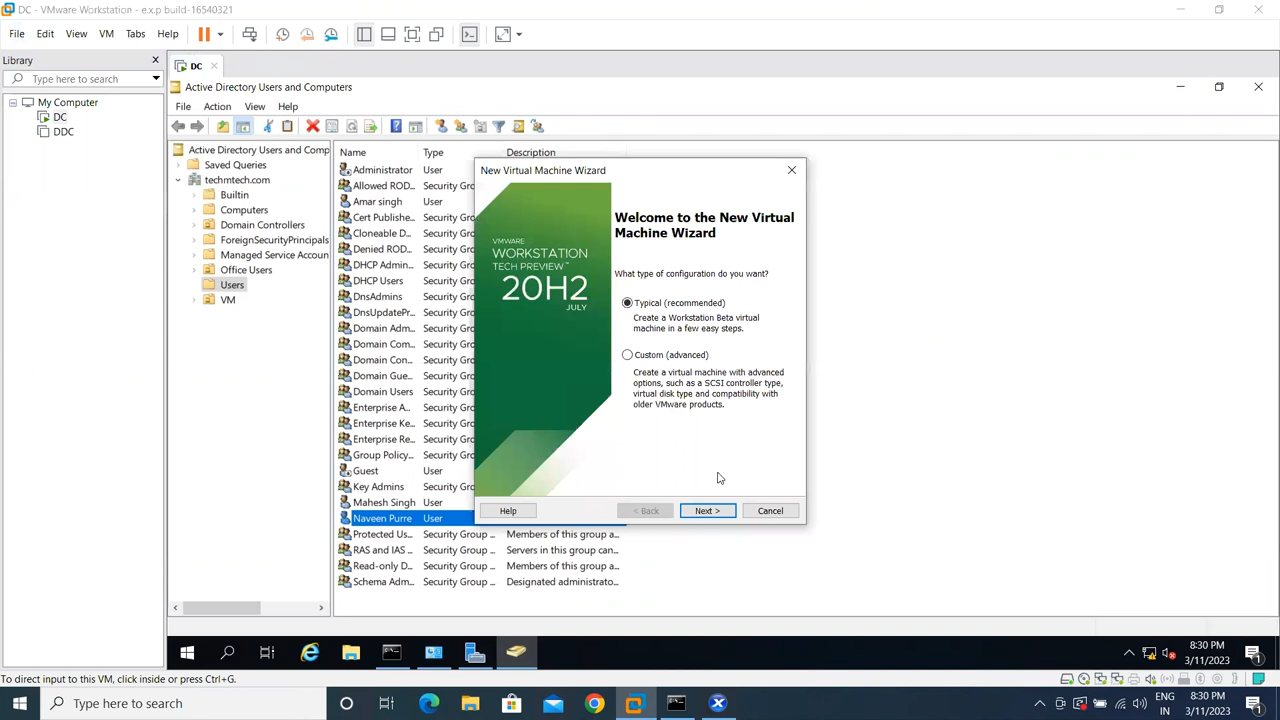 DC - VMware Workstation - e.x.p build-16540321
File Edit View VM Tabs Help
Library
Type here to search
My Computer
DC
DDC
DC
Active Directory Users and Computers
File Action View Help
Active Directory Users and Comp
Saved Queries
techmtech.com
Builtin
Computers
Domain Controllers
ForeignSecurityPrincipals
Managed Service Accoun
Office Users
Users
VM
Name Type Description
Administrator User
Allowed ROD... Security Gro
Amar singh User
Cert Publishe... Security Gro
Cloneable D... Security Gro
Denied ROD... Security Gro
DHCP Admin... Security Gro
DHCP Users Security Gro
DnsAdmins Security Gro
DnsUpdatePr... Security Gro
Domain Adm... Security Gro
Domain Com... Security Gro
Domain Con... Security Gro
Domain Gue... Security Gro
Domain Users Security Gro
Enterprise A... Security Gro
Enterprise Ke... Security Gro
Enterprise Re... Security Gro
Group Policy... Security Gro
Guest User
Key Admins Security Gro
Mahesh Singh User
Naveen Purre User
Protected Us... Security Group ... Members of this group a...
RAS and IAS ... Security Group ... Servers in this group can...
Read-only D... Security Group ... Members of this group a...
Schema Adm... Security Group ... Designated administrato...
New Virtual Machine Wizard
VMWARE
WORKSTATION
TECH PREVIEW™
20H2
JULY
Welcome to the New Virtual
Machine Wizard
What type of configuration do you want?
Typical (recommended)
Create a Workstation Beta virtual
machine in a few easy steps.
Custom (advanced)
Create a virtual machine with advanced
options, such as a SCSI controller type,
virtual disk type and compatibility with
older VMware products.
Help < Back Next > Cancel
8:30 PM
3/11/2023
1
To direct input to this VM, click inside or press Ctrl+G.
Type here to search
ENG
IN
8:30 PM
3/11/2023
1